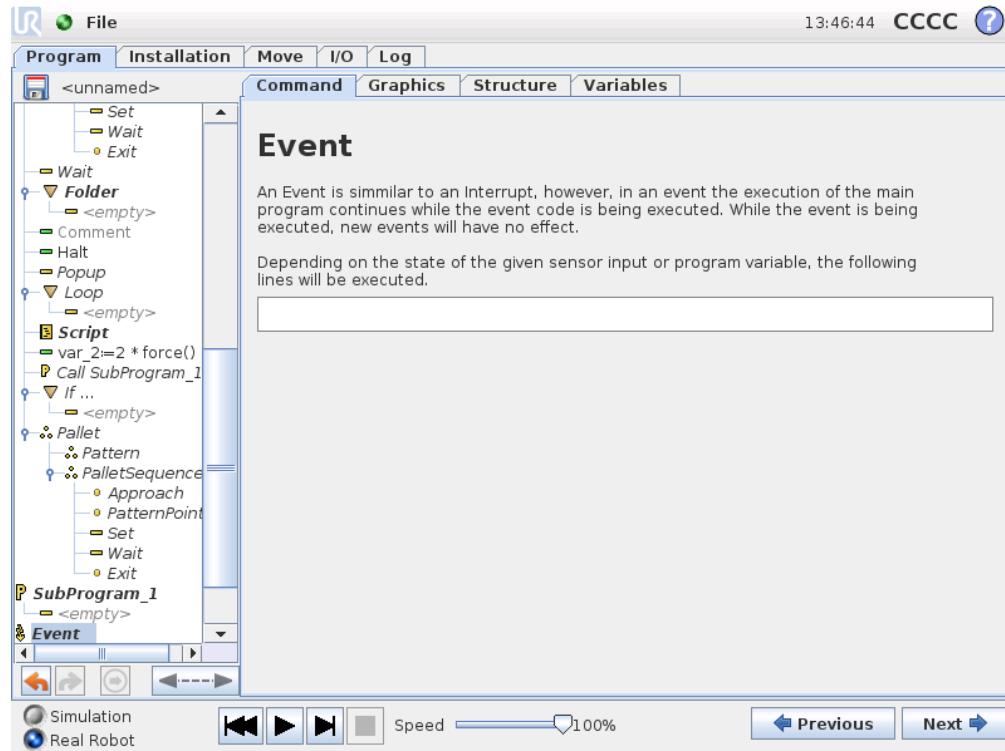 UR File 13:46:44 CCCC ?
Program Installation Move I/O Log
<unnamed>
Command Graphics Structure Variables
Set
Wait
Exit
Wait
Folder
<empty>
Comment
Halt
Popup
Loop
<empty>
Script
var_2:=2 * force()
P Call SubProgram_1
If ...
<empty>
Pallet
Pattern
PalletSequence
Approach
PatternPoint
Set
Wait
Exit
P SubProgram_1
<empty>
Event
Event
An Event is simmilar to an Interrupt, however, in an event the execution of the main
program continues while the event code is being executed. While the event is being
executed, new events will have no effect.
Depending on the state of the given sensor input or program variable, the following
lines will be executed.
Simulation
Real Robot
Speed 100%
Previous Next